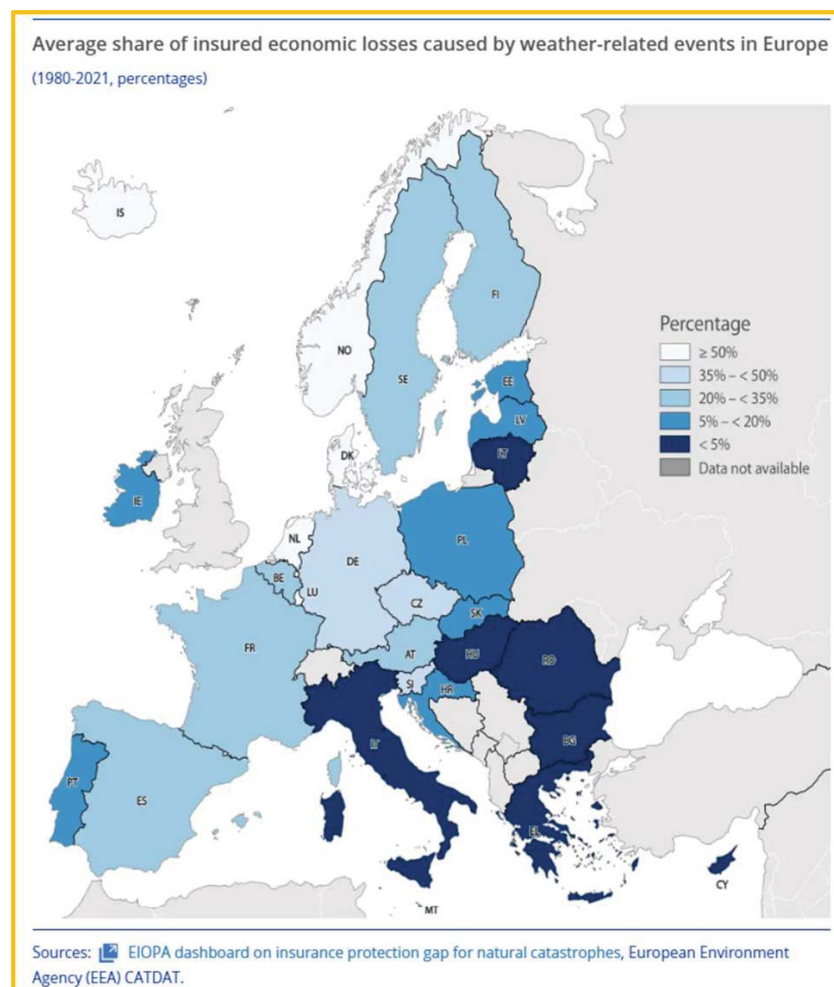 Average share of insured economic losses caused by weather-related events in Europe
(1980-2021, percentages)
IS
FI
NO
SE
Percentage
≥ 50%
35% – < 50%
20% – < 35%
5% – < 20%
< 5%
Data not available
EE
LV
DK
LT
IE
NL
PL
DE
BE
LU
CZ
SK
FR
AT
HU
RO
SI
HR
IT
BG
PT
ES
EL
CY
MT
Sources: EIOPA dashboard on insurance protection gap for natural catastrophes, European Environment
Agency (EEA) CATDAT.